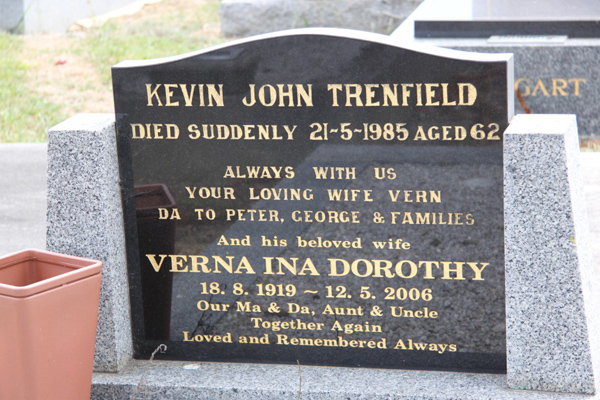 KEVIN JOHN TRENFIELD
DIED SUDDENLY 21-5-1985 AGED 62
ALWAYS WITH US
YOUR LOVING WIFE VERN
DA TO PETER, GEORGE & FAMILIES
And his beloved wife
VERNA INA DOROTHY
18. 8. 1919 ~ 12. 5. 2006
Our Ma & Da, Aunt & Uncle
Together Again
Loved and Remembered Always